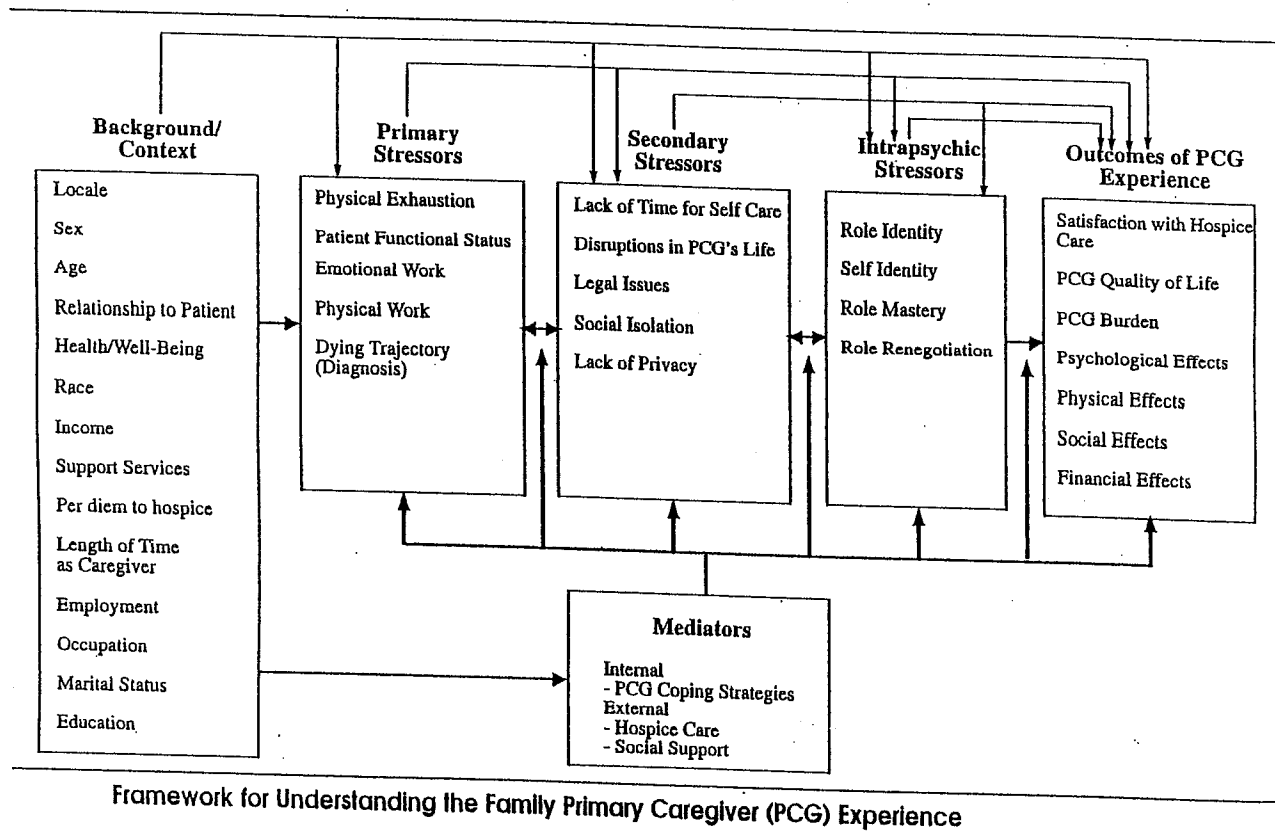 Background/
Context
Locale
Sex
Age
Relationship to Patient
Health/Well-Being
Race
Income
Support Services
Per diem to hospice
Length of Time
as Caregiver
Employment
Occupation
Marital Status
Education
Primary
Stressors
Physical Exhaustion
Patient Functional Status
Emotional Work
Physical Work
Dying Trajectory
(Diagnosis)
Secondary
Stressors
Lack of Time for Self Care
Disruptions in PCG's Life
Legal Issues
Social Isolation
Lack of Privacy
Intrapsychic
Stressors
Role Identity
Self Identity
Role Mastery
Role Renegotiation
Outcomes of PCG
Experience
Satisfaction with Hospice
Care
PCG Quality of Life
PCG Burden
Psychological Effects
Physical Effects
Social Effects
Financial Effects
Mediators
Internal
- PCG Coping Strategies
External
- Hospice Care
- Social Support
Framework for Understanding the Family Primary Caregiver (PCG) Experience